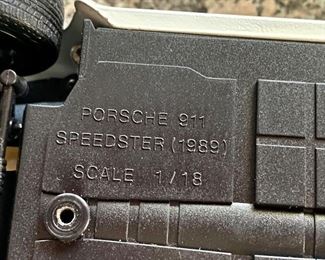 PORSCHE 911
SPEEDSTER (1989)
SCALE 1/18